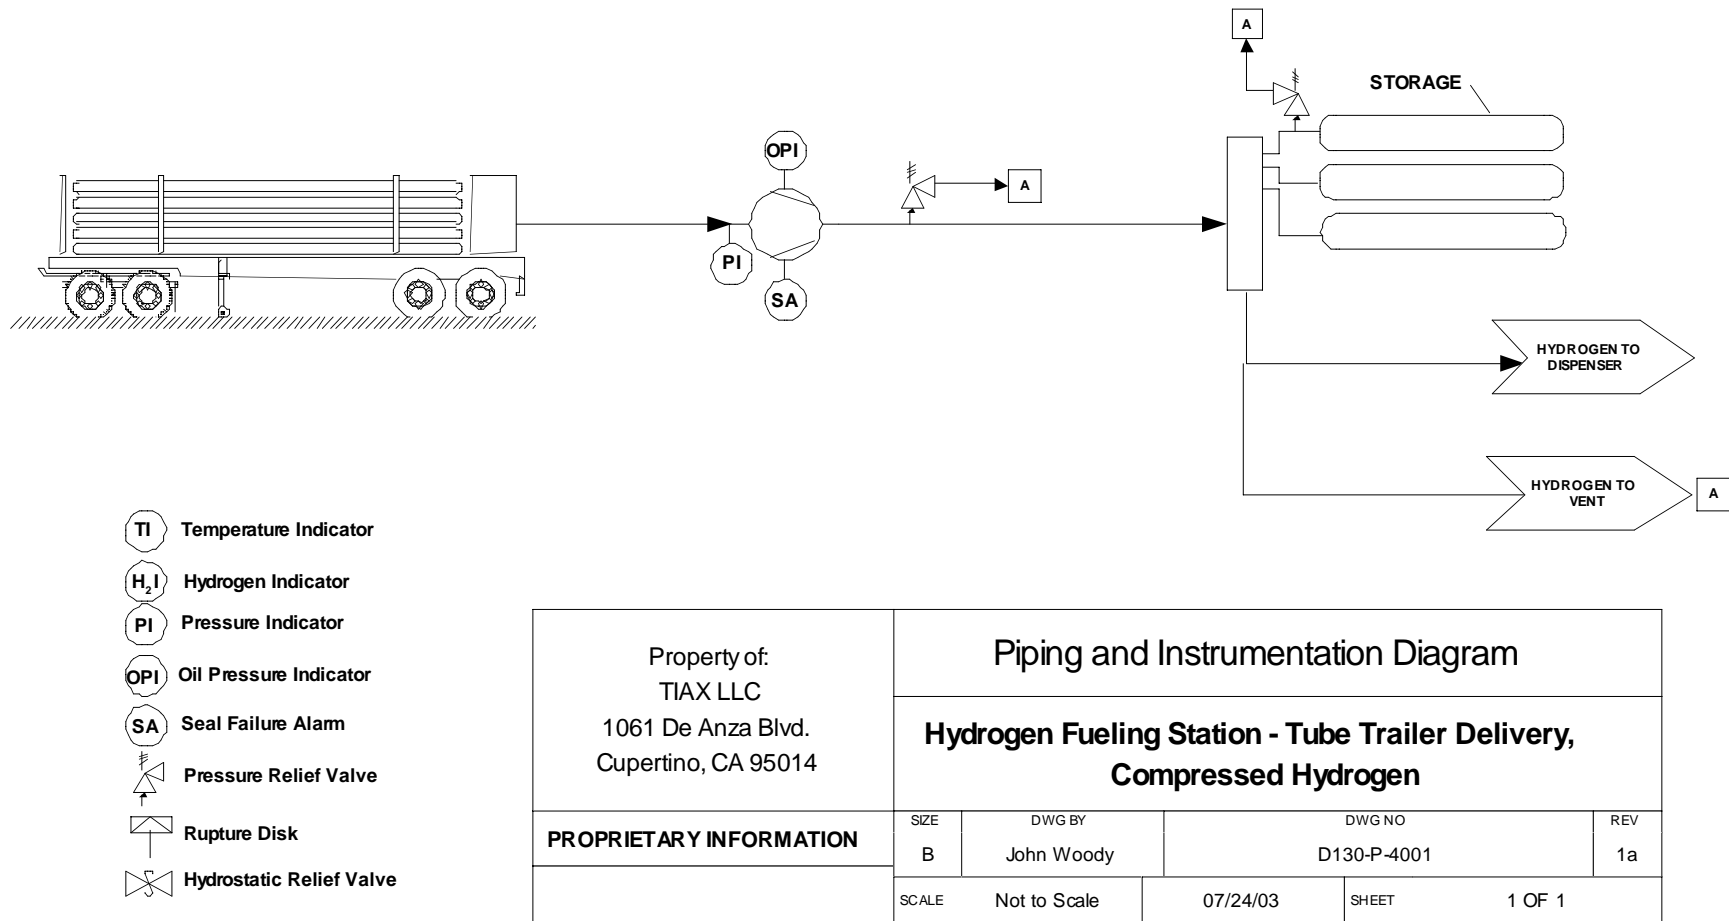 A
STORAGE
OPI
A
PI
SA
HYDROGEN TO
DISPENSER
HYDROGEN TO
VENT
A
TI Temperature Indicator
H₂I Hydrogen Indicator
PI Pressure Indicator
OPI Oil Pressure Indicator
SA Seal Failure Alarm
Pressure Relief Valve
Rupture Disk
Hydrostatic Relief Valve
Property of:
TIAX LLC
1061 De Anza Blvd.
Cupertino, CA 95014
PROPRIETARY INFORMATION
Piping and Instrumentation Diagram
Hydrogen Fueling Station - Tube Trailer Delivery,
Compressed Hydrogen
SIZE DWG BY DWG NO REV
B John Woody D130-P-4001 1a
SCALE Not to Scale 07/24/03 SHEET 1 OF 1